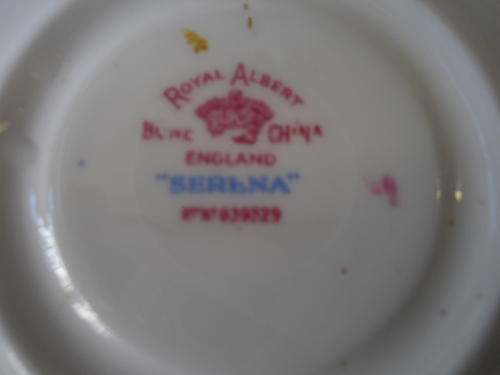 ROYAL ALBERT
BONE CHINA
ENGLAND
"SERENA"